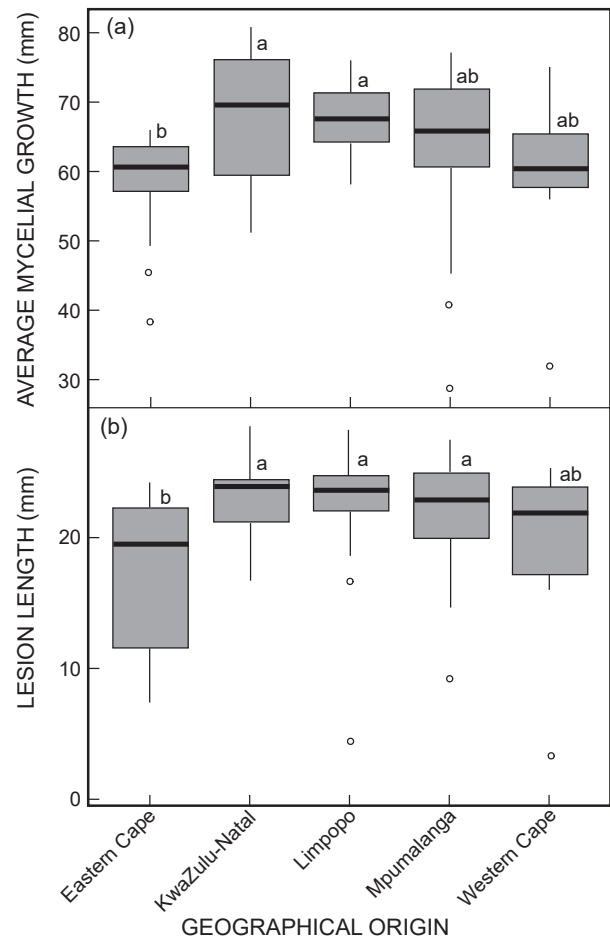 (a)
AVERAGE MYCELIAL GROWTH (mm)
80
70
60
50
40
30
b
a
a
ab
ab
(b)
LESION LENGTH (mm)
20
10
0
b
a
a
a
ab
Eastern Cape
KwaZulu-Natal
Limpopo
Mpumalanga
Western Cape
GEOGRAPHICAL ORIGIN